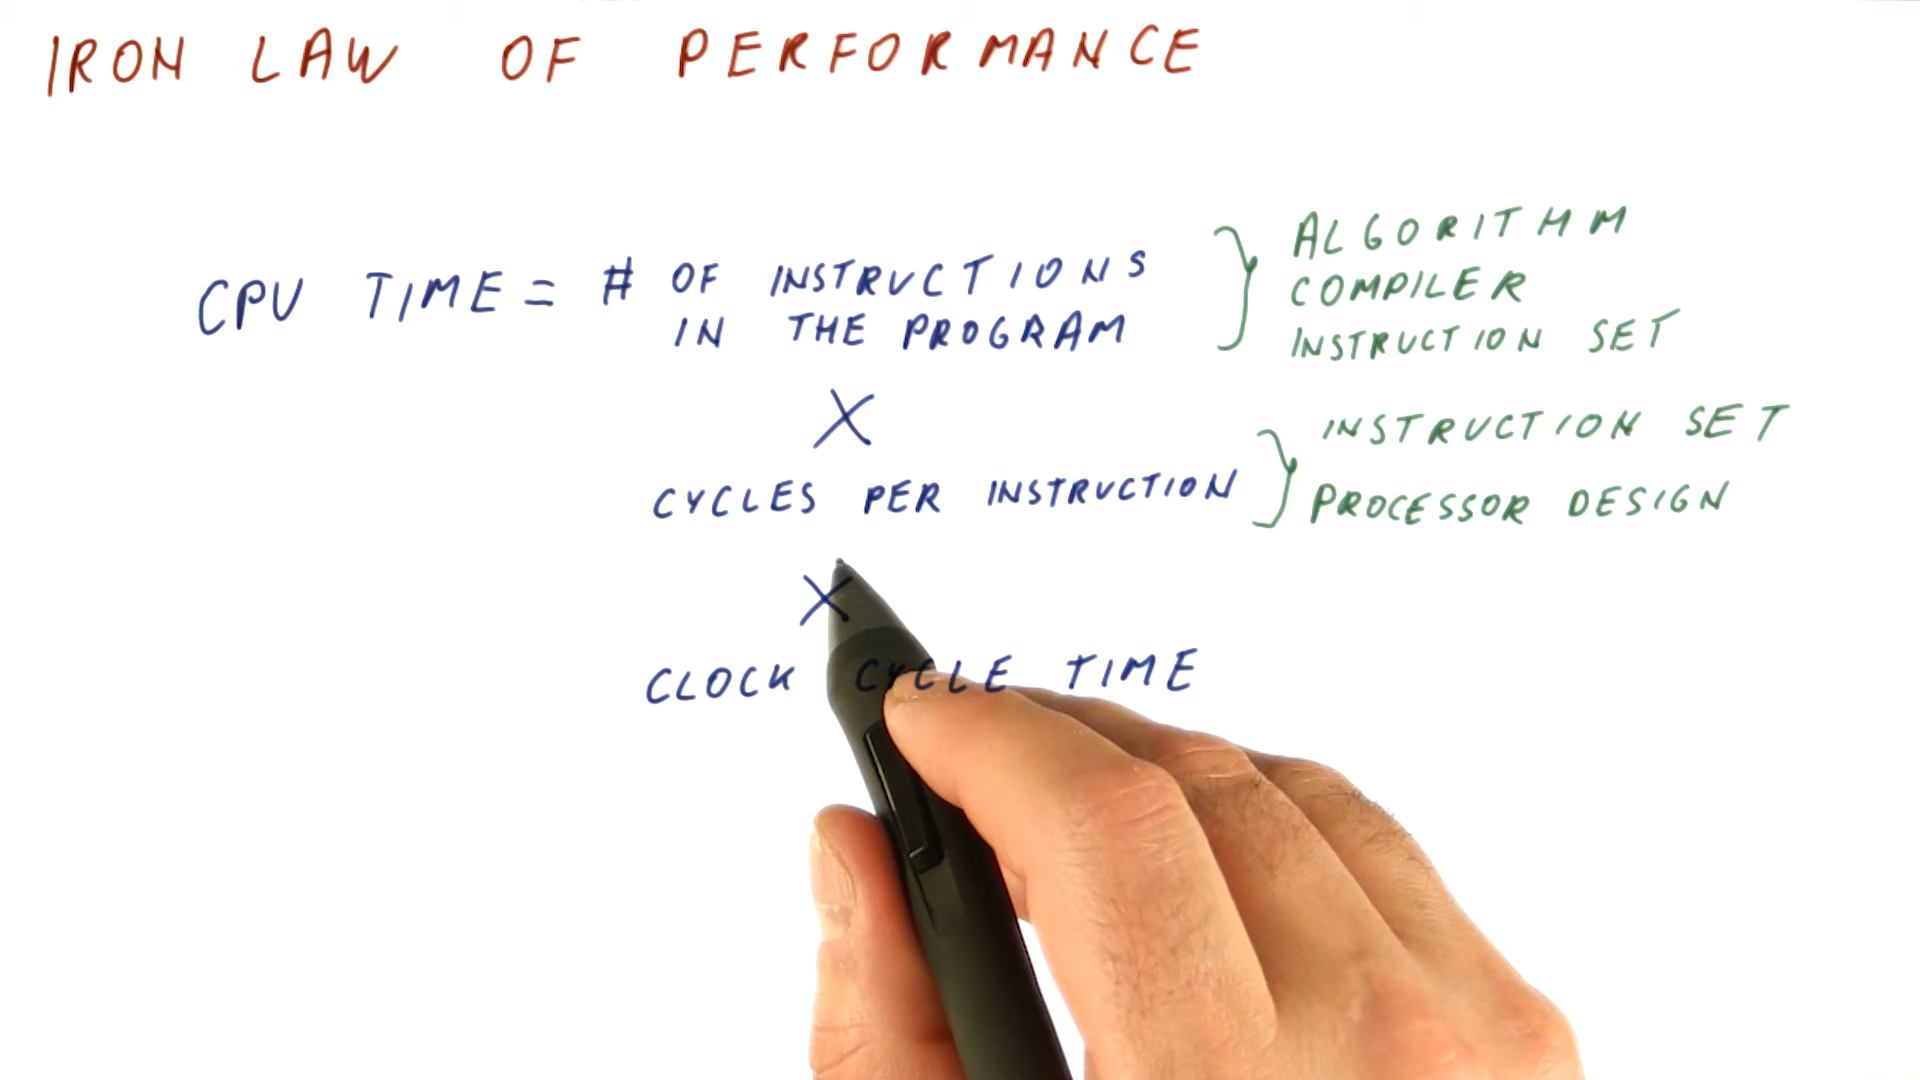 IRON LAW OF PERFORMANCE
CPU TIME = # OF INSTRUCTIONS
IN THE PROGRAM
X
CYCLES PER INSTRUCTION
X
CLOCK CYCLE TIME
ALGORITHM
COMPILER
INSTRUCTION SET
INSTRUCTION SET
PROCESSOR DESIGN